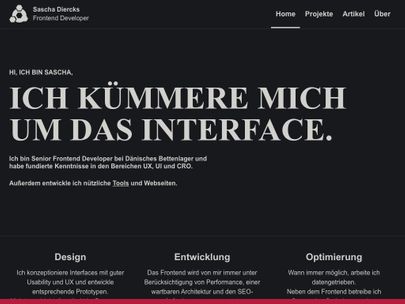 Sascha Diercks
Frontend Developer
Home Projekte Artikel Über
HI, ICH BIN SASCHA,
ICH KÜMMERE MICH
UM DAS INTERFACE.
Ich bin Senior Frontend Developer bei Dänisches Bettenlager und
habe fundierte Kenntnisse in den Bereichen UX, UI und CRO.
Außerdem entwickle ich nützliche Tools und Webseiten.
Design
Ich konzeptioniere Interfaces mit guter
Usability und UX und entwickle
entsprechende Prototypen.
Entwicklung
Das Frontend wird von mir immer unter
Berücksichtigung von Performance, einer
wartbaren Architektur und den SEO-
Optimierung
Wann immer möglich, arbeite ich
datengetrieben.
Neben dem Frontend betreibe ich